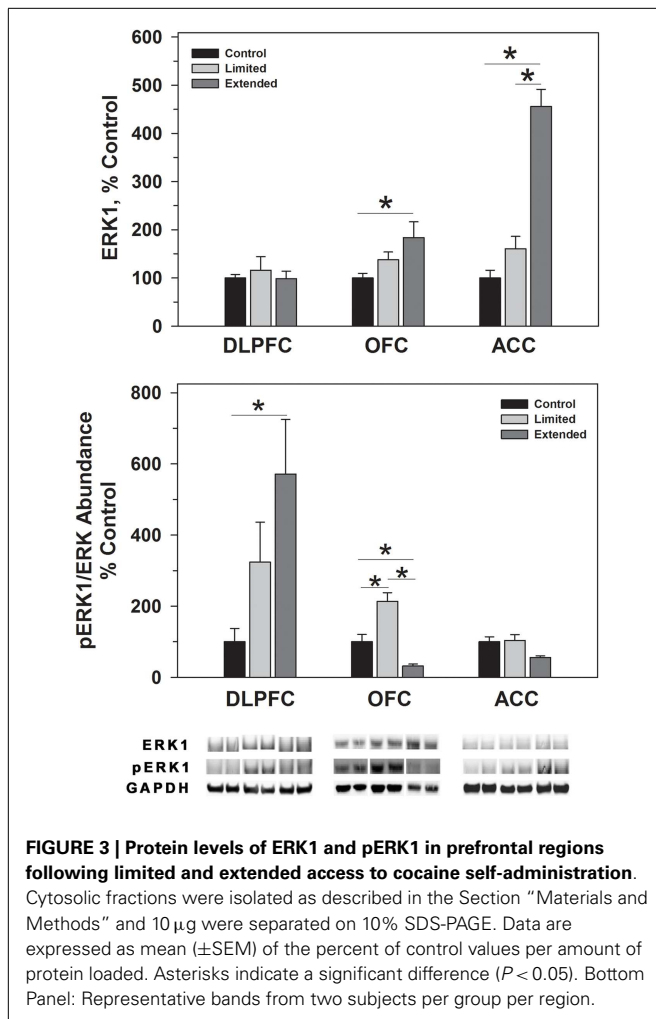 600
500
400
300
200
100
0
ERK1, % Control
Control
Limited
Extended
*
*
*
DLPFC OFC ACC
800
600
400
200
0
pERK1/ERK Abundance
% Control
Control
Limited
Extended
*
*
*
*
DLPFC OFC ACC
ERK1
pERK1
GAPDH
FIGURE 3 | Protein levels of ERK1 and pERK1 in prefrontal regions
following limited and extended access to cocaine self-administration.
Cytosolic fractions were isolated as described in the Section “Materials and
Methods” and 10 μg were separated on 10% SDS-PAGE. Data are
expressed as mean (±SEM) of the percent of control values per amount of
protein loaded. Asterisks indicate a significant difference (P < 0.05). Bottom
Panel: Representative bands from two subjects per group per region.